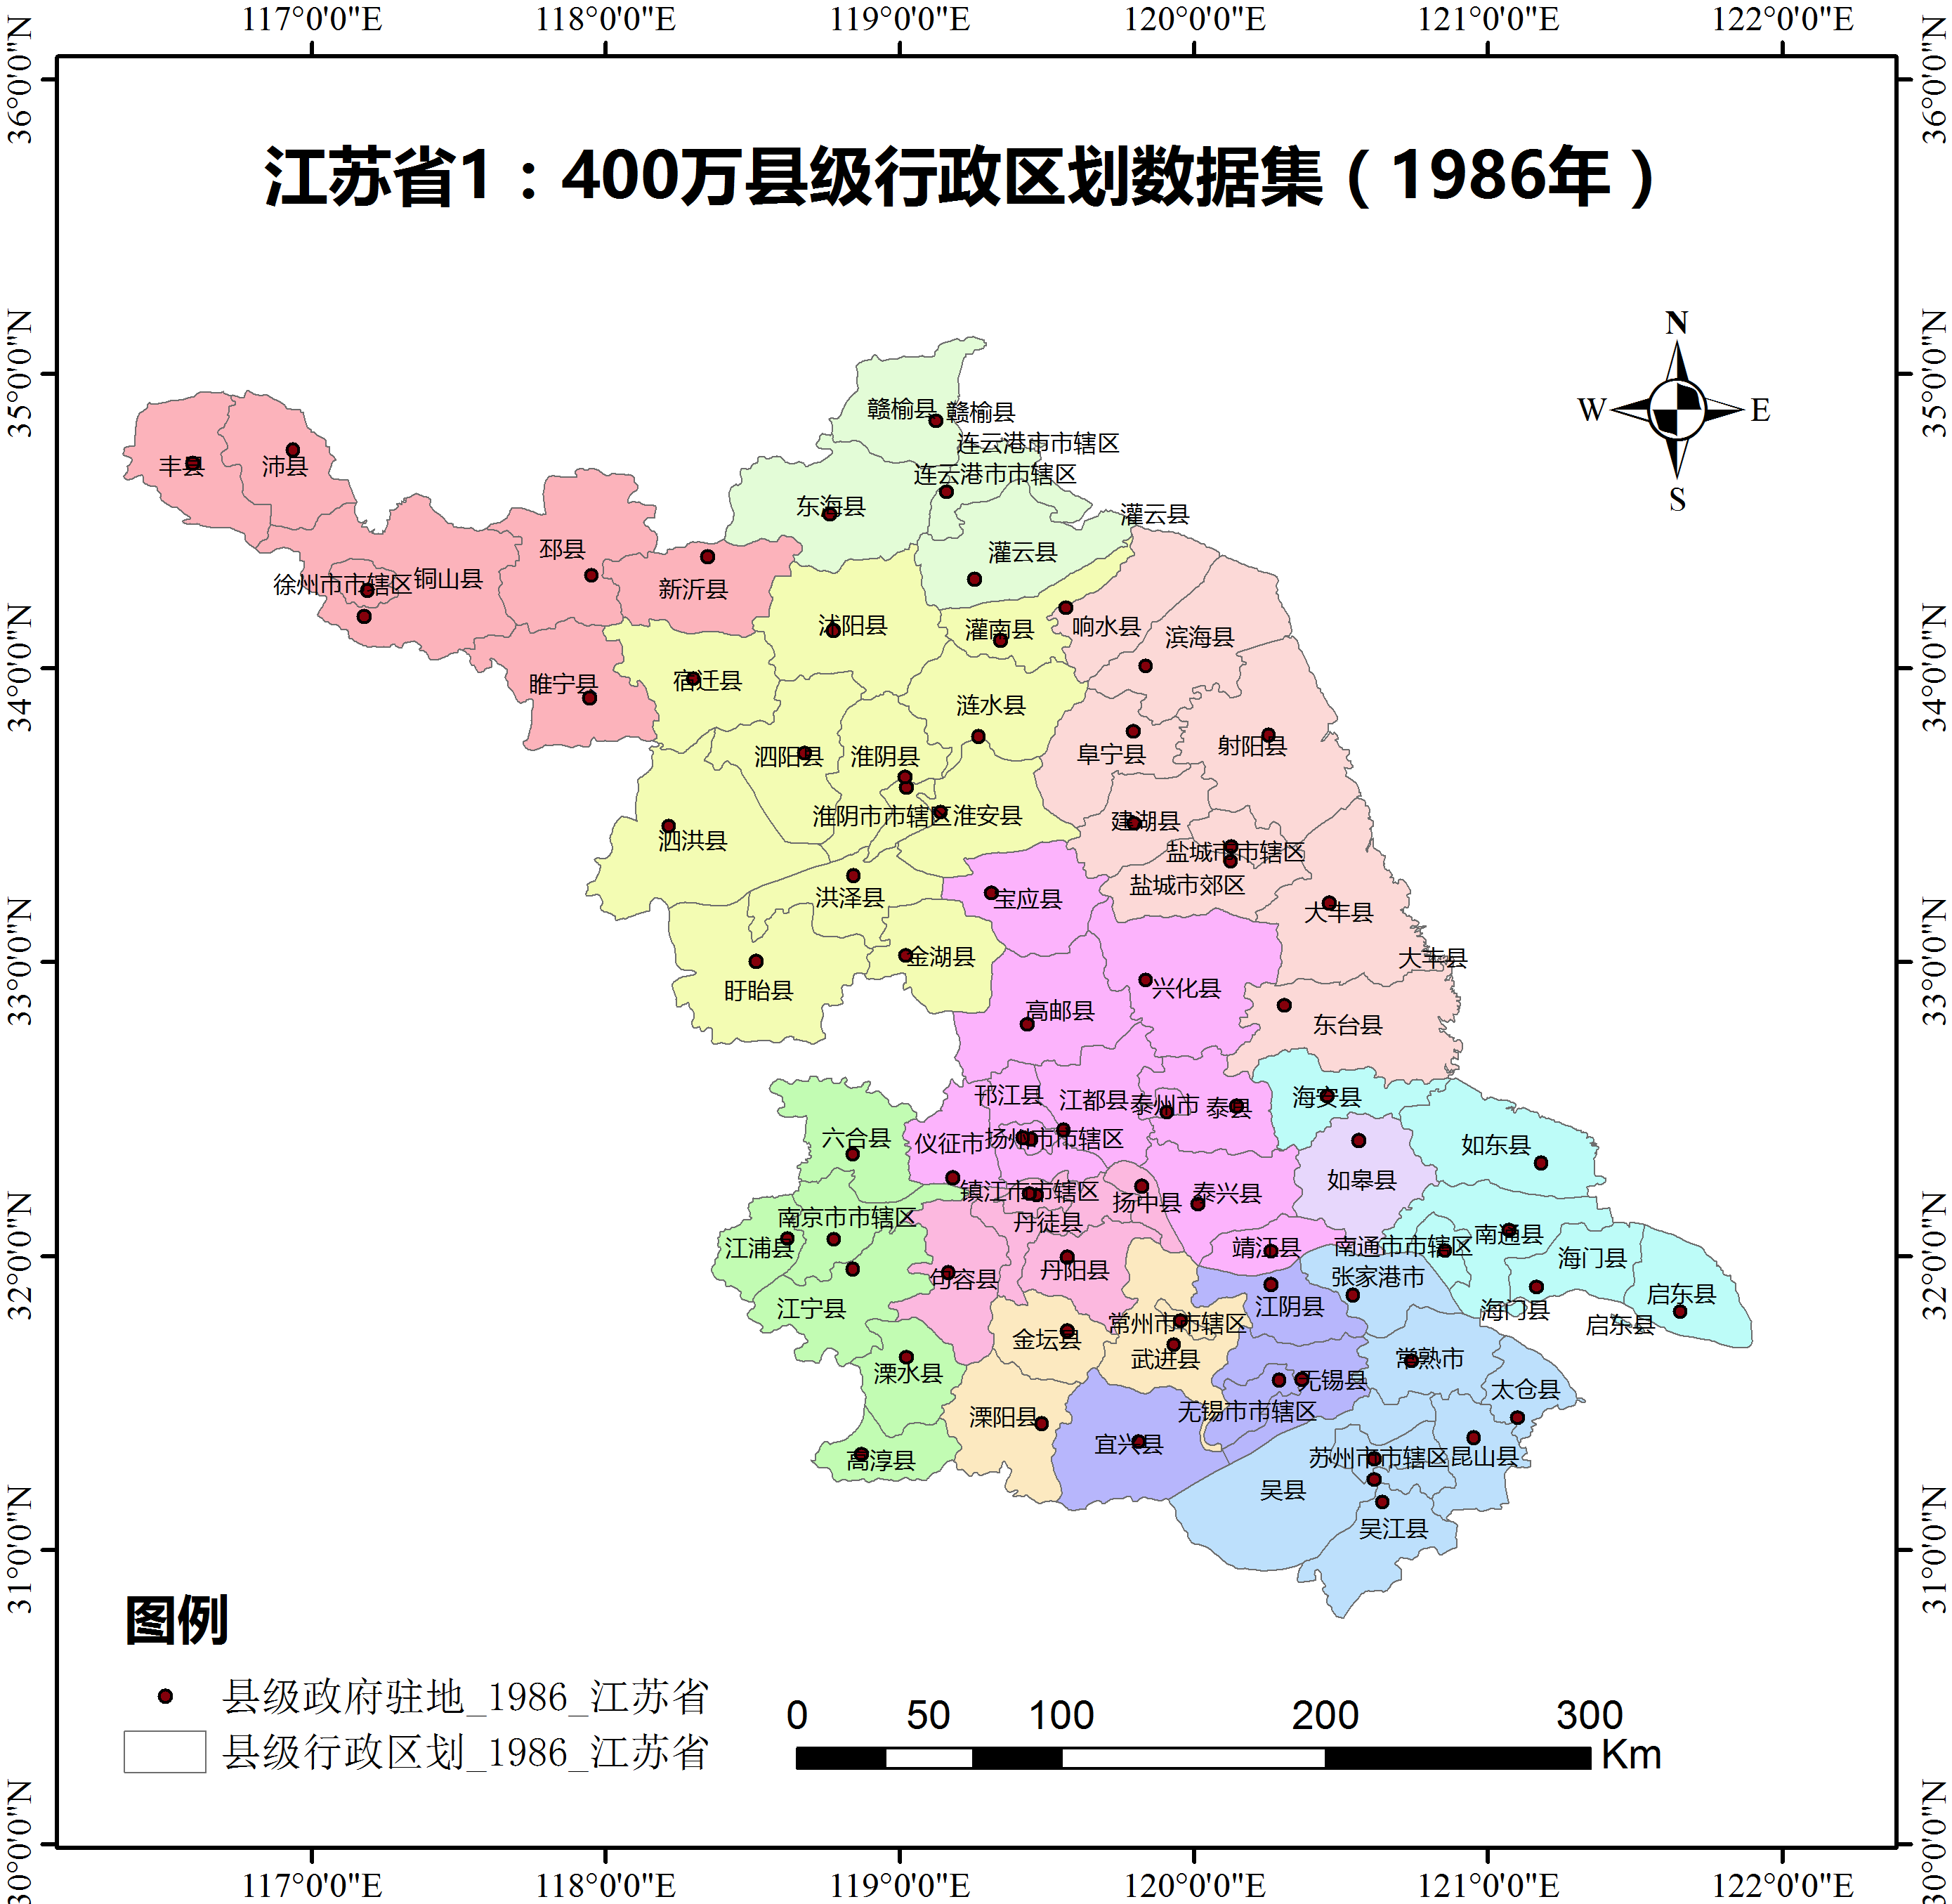 117°0'0"E 118°0'0"E 119°0'0"E 120°0'0"E 121°0'0"E 122°0'0"E
36°0'0"N 36°0'0"N
江苏省1：400万县级行政区划数据集（1986年）
35°0'0"N 35°0'0"N
N
W E
S
赣榆县 赣榆县
连云港市市辖区
丰县 沛县 连云港市市辖区
东海县 灌云县
邳县 灌云县
徐州市市辖区 铜山县 新沂县
34°0'0"N 34°0'0"N
沭阳县 灌南县 响水县 滨海县
睢宁县 宿迁县
涟水县
泗阳县 淮阴县 阜宁县 射阳县
淮阴市市辖区 淮安县 建湖县
泗洪县 盐城市市辖区
洪泽县 宝应县 盐城市郊区
大丰县
33°0'0"N 33°0'0"N
金湖县 大丰县
盱眙县 兴化县
高邮县 东台县
邗江县 江都县 泰州市 泰县 海安县
六合县 仪征市 扬州市市辖区 如东县
如皋县
镇江市市辖区 扬中县 泰兴县
32°0'0"N 32°0'0"N
南京市市辖区 丹徒县
江浦县 靖江县 南通市市辖区 南通县
海门县
句容县 丹阳县 张家港市
江宁县 江阴县 海门县 启东县
金坛县 常州市市辖区 启东县
武进县 常熟市
溧水县 无锡县 太仓县
溧阳县 无锡市市辖区
高淳县 宜兴县 苏州市市辖区 昆山县
吴县
吴江县
31°0'0"N 31°0'0"N
图例
县级政府驻地_1986_江苏省
县级行政区划_1986_江苏省
0 50 100 200 300
Km
30°0'0"N 30°0'0"N
117°0'0"E 118°0'0"E 119°0'0"E 120°0'0"E 121°0'0"E 122°0'0"E